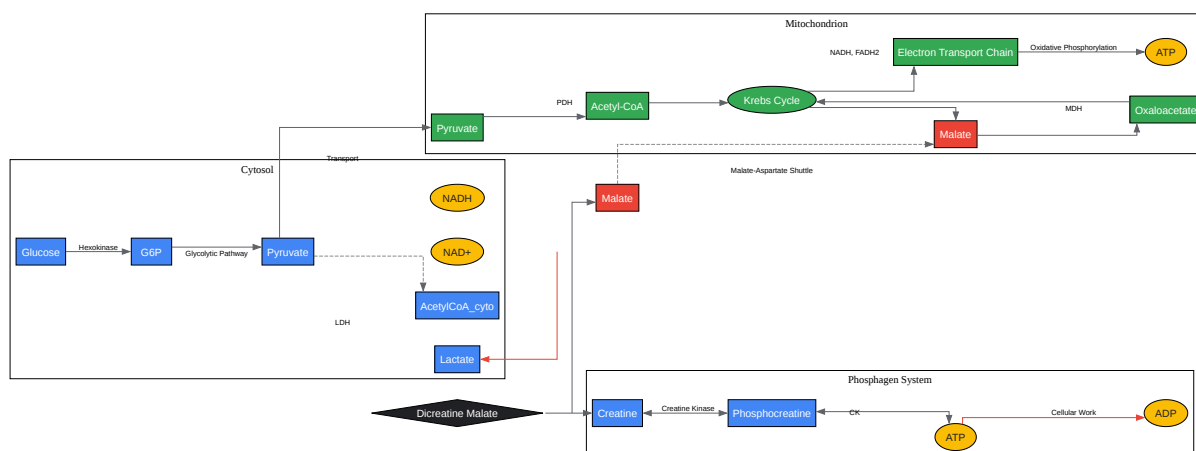 Mitochondrion
NADH, FADH2
Electron Transport Chain
Oxidative Phosphorylation
ATP
PDH
Acetyl-CoA
Krebs Cycle
MDH
Oxaloacetate
Pyruvate
Malate
Transport
Malate-Aspartate Shuttle
Cytosol
NADH
Malate
Glucose
Hexokinase
G6P
Glycolytic Pathway
Pyruvate
NAD+
AcetylCoA_cyto
LDH
Lactate
Phosphagen System
Dicreatine Malate
Creatine
Creatine Kinase
Phosphocreatine
CK
ATP
Cellular Work
ADP